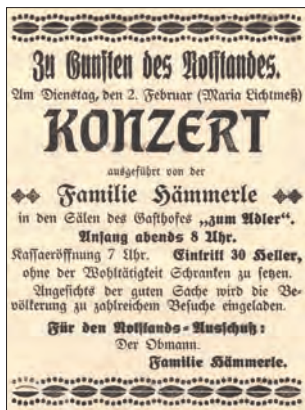 Zu Gunsten des Notstandes.
Am Dienstag, den 2. Februar (Maria Lichtmeß)
KONZERT
ausgeführt von der
Familie Hämmerle
in den Sälen des Gasthofes „zum Adler“.
Anfang abends 8 Uhr.
Kassaeröffnung 7 Uhr. Eintritt 30 Heller,
ohne der Wohltätigkeit Schranken zu setzen.
Angesichts der guten Sache wird die Be-
völkerung zu zahlreichem Besuche eingeladen.
Für den Notstands-Ausschuß:
Der Obmann.
Familie Hämmerle.